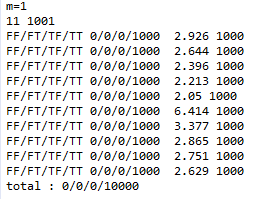 m=1
11 1001
FF/FT/TF/TT 0/0/0/1000  2.926 1000
FF/FT/TF/TT 0/0/0/1000  2.644 1000
FF/FT/TF/TT 0/0/0/1000  2.396 1000
FF/FT/TF/TT 0/0/0/1000  2.213 1000
FF/FT/TF/TT 0/0/0/1000  2.05 1000
FF/FT/TF/TT 0/0/0/1000  6.414 1000
FF/FT/TF/TT 0/0/0/1000  3.377 1000
FF/FT/TF/TT 0/0/0/1000  2.865 1000
FF/FT/TF/TT 0/0/0/1000  2.751 1000
FF/FT/TF/TT 0/0/0/1000  2.629 1000
total : 0/0/0/10000